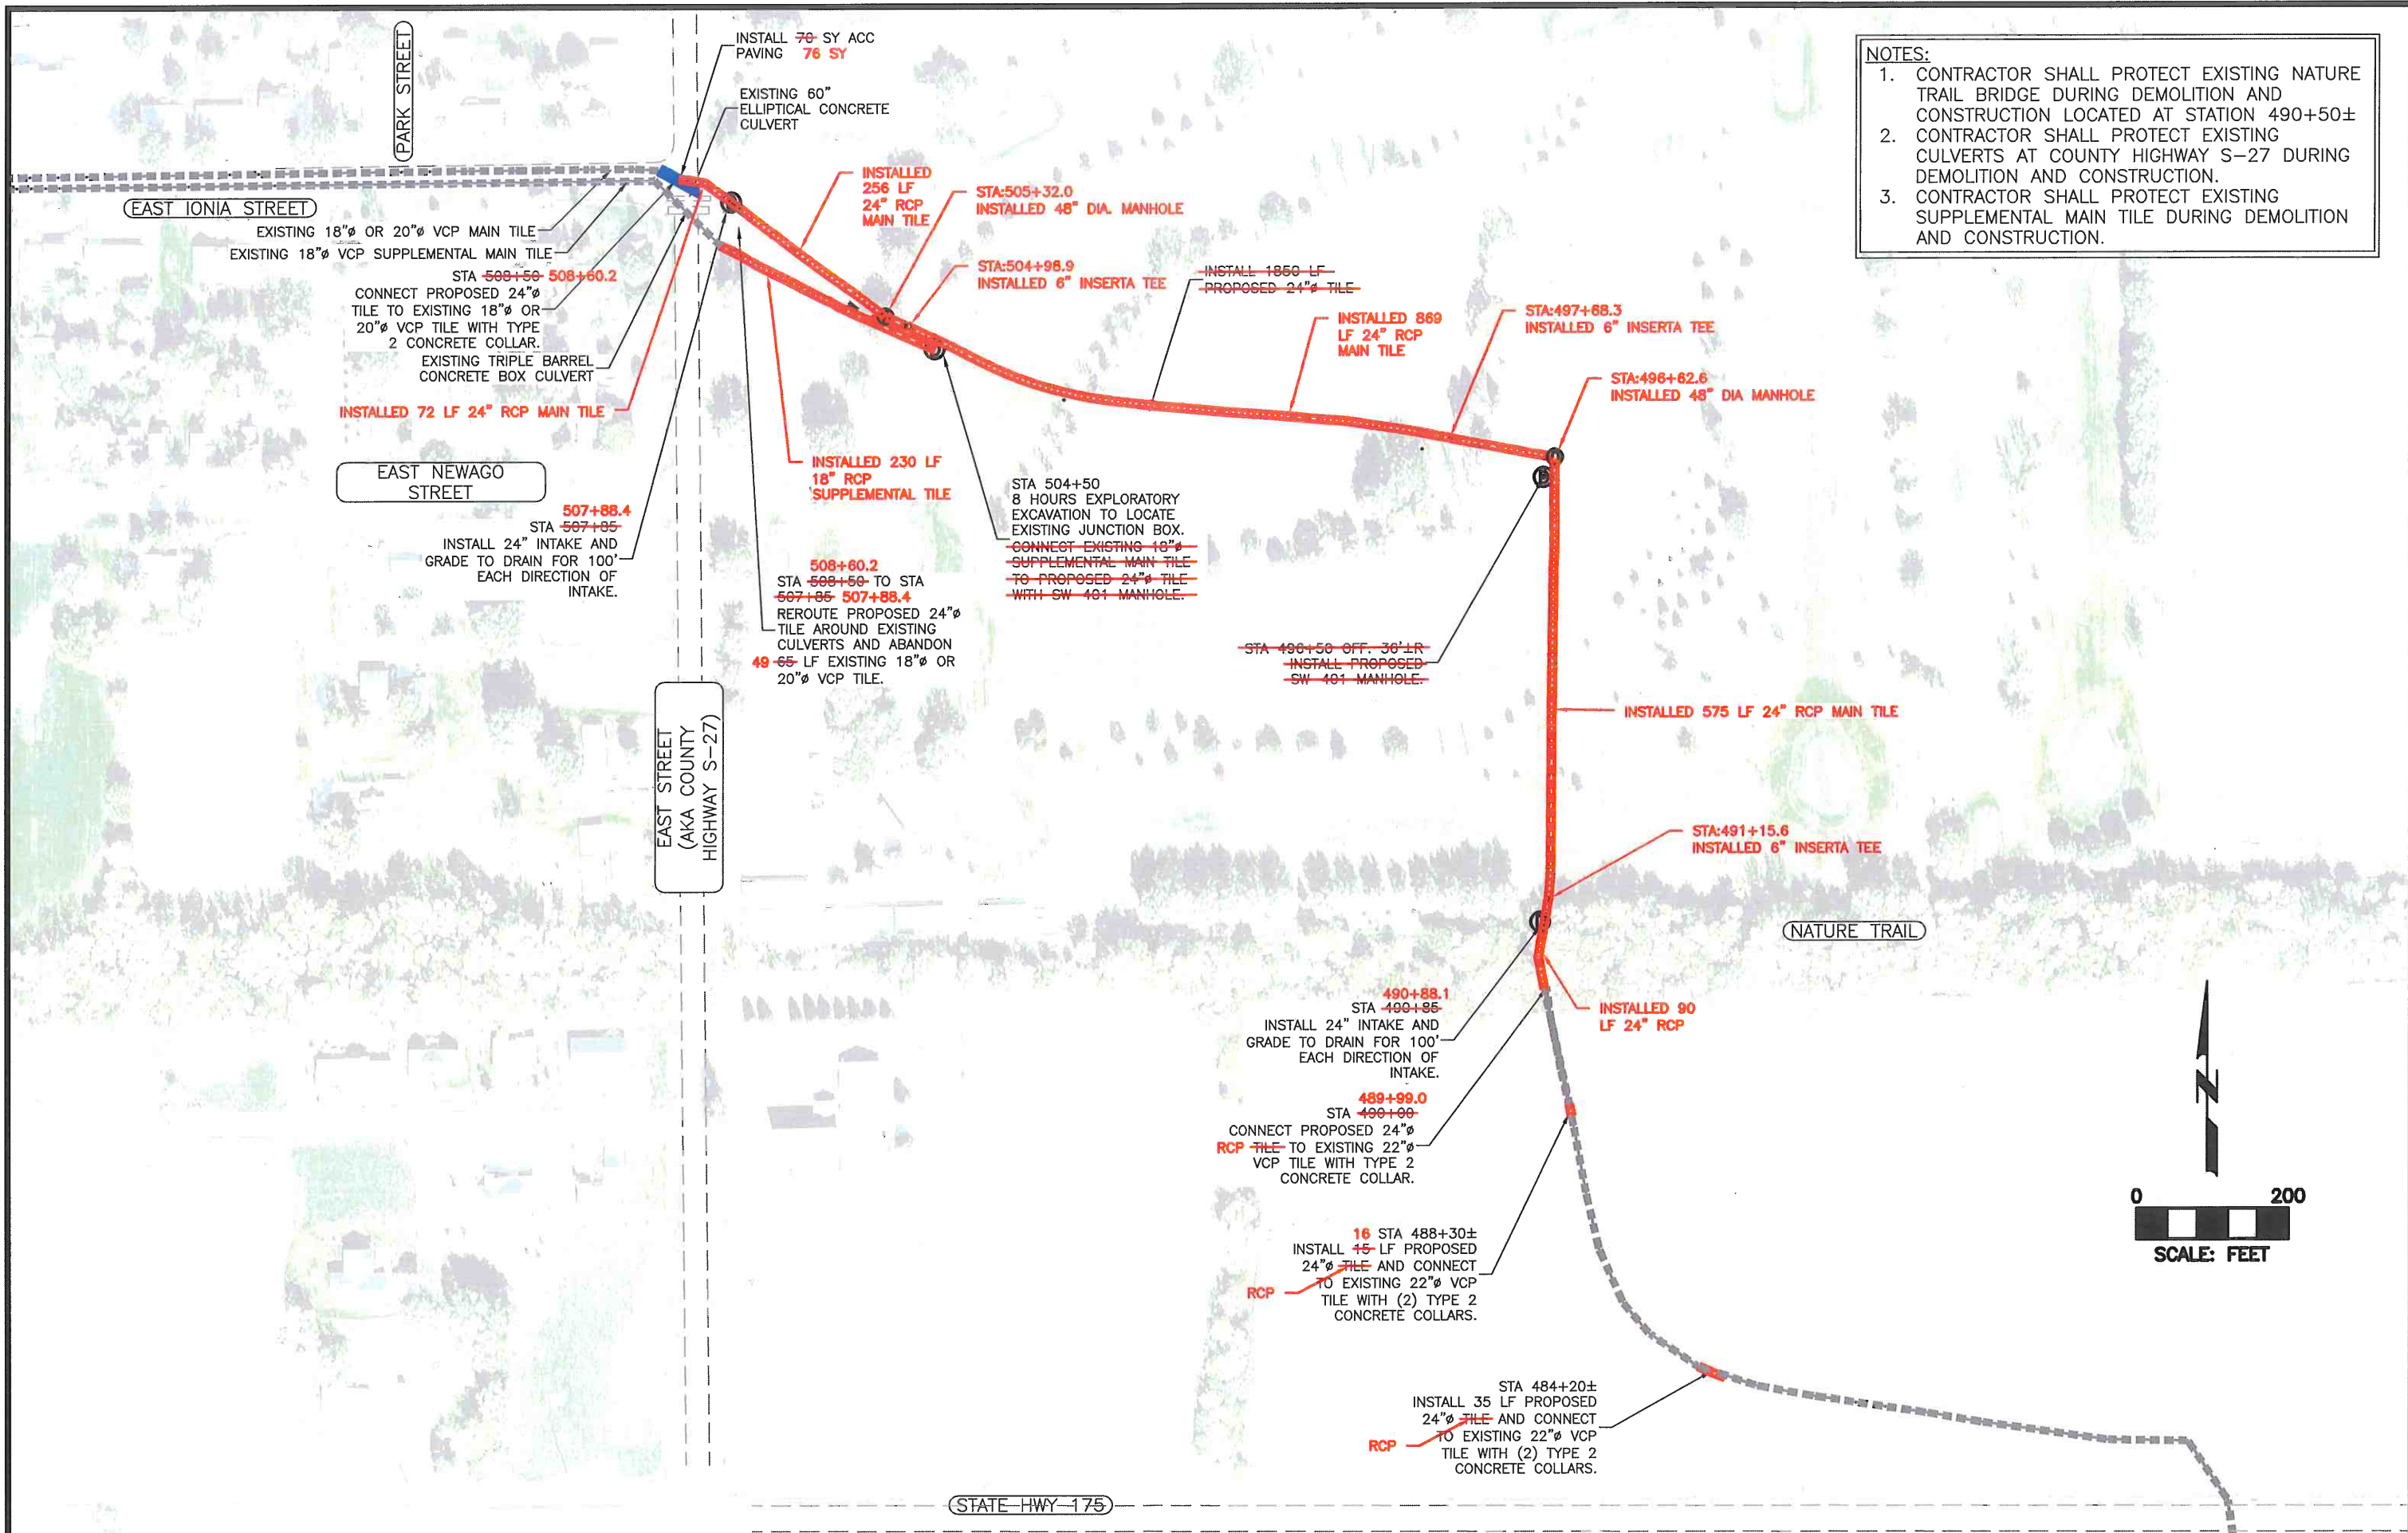 PARK STREET
INSTALL 70 SY ACC
PAVING 76 SY
EXISTING 60"
ELLIPTICAL CONCRETE
CULVERT
NOTES:
1. CONTRACTOR SHALL PROTECT EXISTING NATURE
TRAIL BRIDGE DURING DEMOLITION AND
CONSTRUCTION LOCATED AT STATION 490+50±
2. CONTRACTOR SHALL PROTECT EXISTING
CULVERTS AT COUNTY HIGHWAY S-27 DURING
DEMOLITION AND CONSTRUCTION.
3. CONTRACTOR SHALL PROTECT EXISTING
SUPPLEMENTAL MAIN TILE DURING DEMOLITION
AND CONSTRUCTION.
EAST IONIA STREET
EXISTING 18"ø OR 20"ø VCP MAIN TILE
EXISTING 18"ø VCP SUPPLEMENTAL MAIN TILE
STA 508+50 508+60.2
CONNECT PROPOSED 24"ø
TILE TO EXISTING 18"ø OR
20"ø VCP TILE WITH TYPE
2 CONCRETE COLLAR.
EXISTING TRIPLE BARREL
CONCRETE BOX CULVERT
INSTALLED 72 LF 24" RCP MAIN TILE
INSTALLED
256 LF
24" RCP
MAIN TILE
STA:505+32.0
INSTALLED 48" DIA. MANHOLE
STA:504+98.9
INSTALLED 6" INSERTA TEE
INSTALL 1850 LF
PROPOSED 24"ø TILE
INSTALLED 869
LF 24" RCP
MAIN TILE
STA:497+68.3
INSTALLED 6" INSERTA TEE
STA:496+62.6
INSTALLED 48" DIA MANHOLE
EAST NEWAGO
STREET
507+88.4
STA 507+85
INSTALL 24" INTAKE AND
GRADE TO DRAIN FOR 100'
EACH DIRECTION OF
INTAKE.
INSTALLED 230 LF
18" RCP
SUPPLEMENTAL TILE
STA 504+50
8 HOURS EXPLORATORY
EXCAVATION TO LOCATE
EXISTING JUNCTION BOX.
CONNECT EXISTING 18"ø
SUPPLEMENTAL MAIN TILE
TO PROPOSED 24"ø TILE
WITH SW 401 MANHOLE.
508+60.2
STA 508+50 TO STA
507+85 507+88.4
REROUTE PROPOSED 24"ø
TILE AROUND EXISTING
CULVERTS AND ABANDON
49 65 LF EXISTING 18"ø OR
20"ø VCP TILE.
STA 496+50 OFF. 36'±R
INSTALL PROPOSED
SW 401 MANHOLE.
EAST STREET
(AKA COUNTY
HIGHWAY S-27)
INSTALLED 575 LF 24" RCP MAIN TILE
STA:491+15.6
INSTALLED 6" INSERTA TEE
NATURE TRAIL
490+88.1
STA 490+85
INSTALL 24" INTAKE AND
GRADE TO DRAIN FOR 100'
EACH DIRECTION OF
INTAKE.
INSTALLED 90
LF 24" RCP
489+99.0
STA 490+00
CONNECT PROPOSED 24"ø
RCP TILE TO EXISTING 22"ø
VCP TILE WITH TYPE 2
CONCRETE COLLAR.
16 STA 488+30±
INSTALL 15 LF PROPOSED
24"ø TILE AND CONNECT
TO EXISTING 22"ø VCP
RCP
TILE WITH (2) TYPE 2
CONCRETE COLLARS.
STA 484+20±
INSTALL 35 LF PROPOSED
24"ø TILE AND CONNECT
TO EXISTING 22"ø VCP
RCP
TILE WITH (2) TYPE 2
CONCRETE COLLARS.
N
0 200
SCALE: FEET
STATE HWY 175